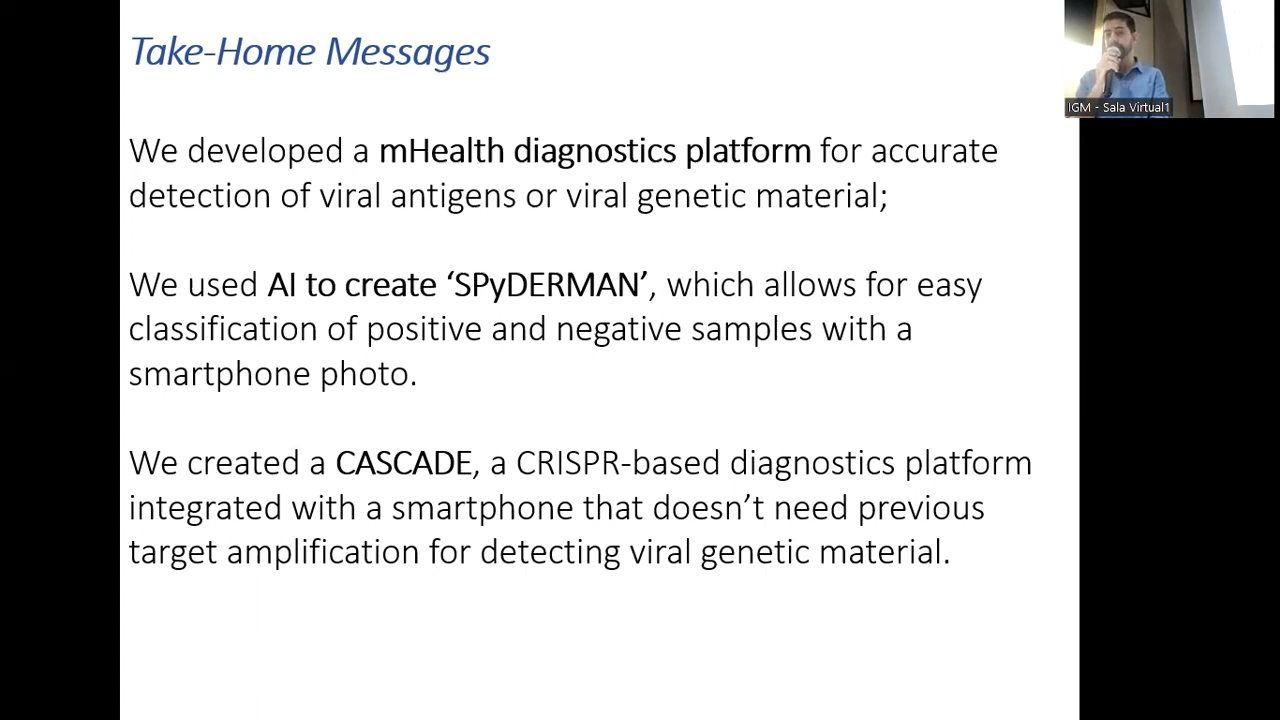 Take-Home Messages
IGM - Sala Virtual1
We developed a mHealth diagnostics platform for accurate
detection of viral antigens or viral genetic material;
We used AI to create ‘SPyDERMAN’, which allows for easy
classification of positive and negative samples with a
smartphone photo.
We created a CASCADE, a CRISPR-based diagnostics platform
integrated with a smartphone that doesn’t need previous
target amplification for detecting viral genetic material.